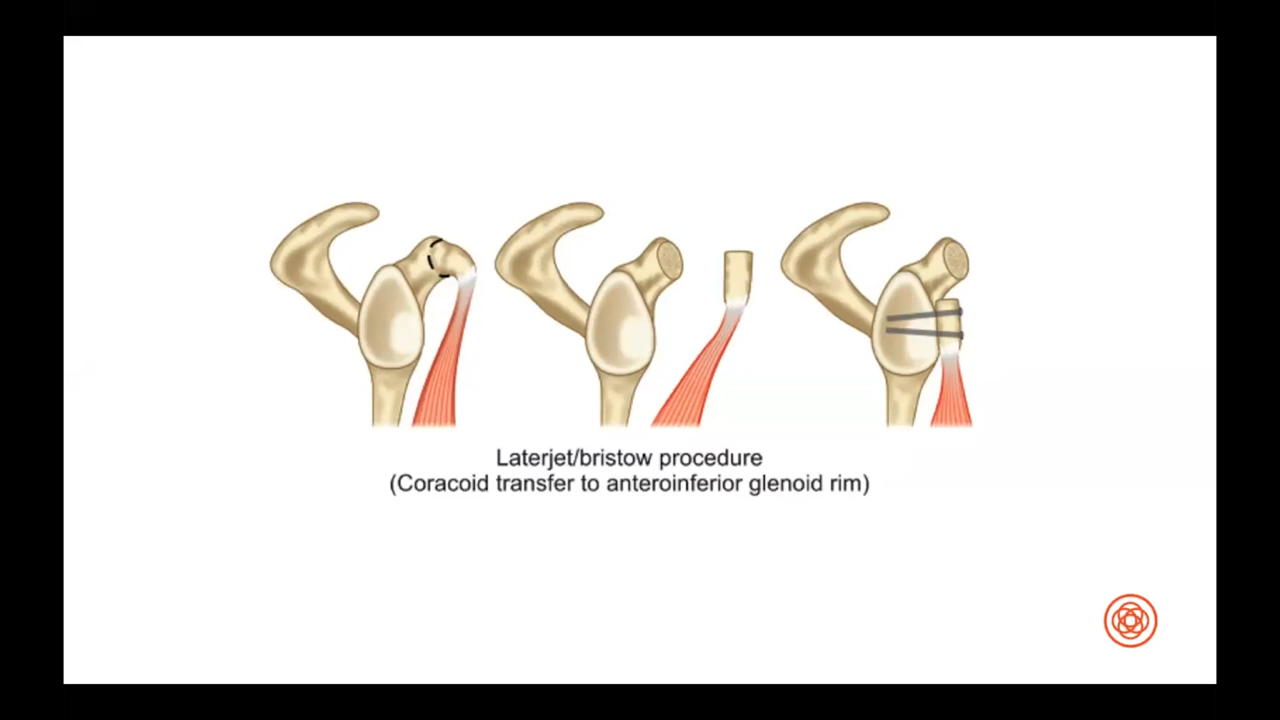 Laterjet/bristow procedure
(Coracoid transfer to anteroinferior glenoid rim)